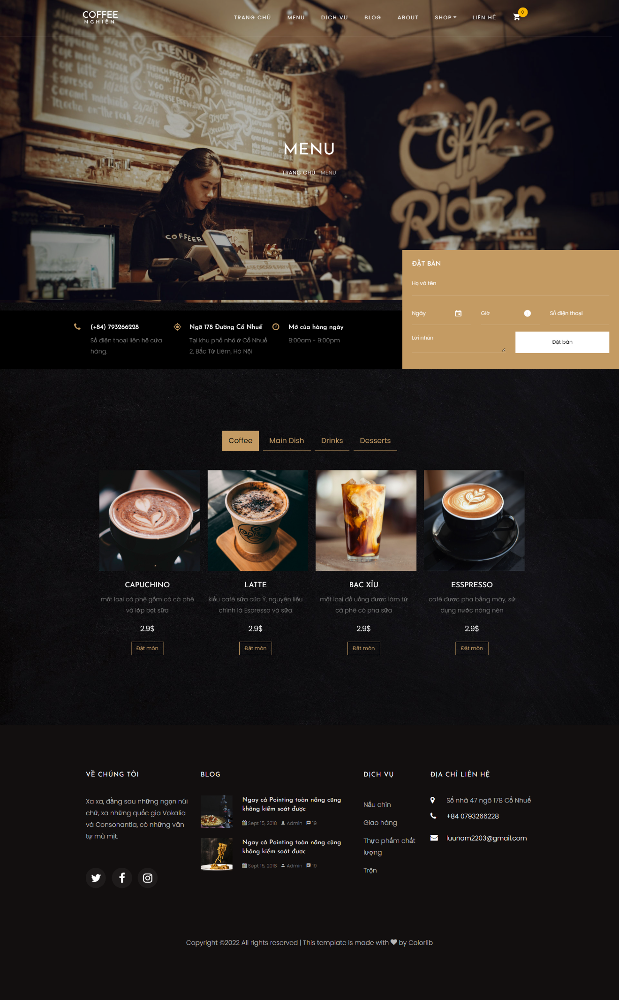 COFFEE
NGHIỆN
TRANG CHỦ MENU DỊCH VỤ BLOG ABOUT SHOP LIÊN HỆ 0
MENU
FRENCH PRESS 17K
V60
JAPANESE BREW
Espresso
Coffee
Rider
MENU
TRANG CHỦ MENU
COFFEER
ĐẶT BÀN
Họ và tên
Ngày Giờ Số điện thoại
Lời nhắn
Đặt bàn
(+84) 793266228
Số điện thoại liên hệ cửa
hàng.
Ngõ 178 Đường Cổ Nhuế
Tại khu phố nhỏ ở Cổ Nhuế
2, Bắc Từ Liêm, Hà Nội
Mở của hàng ngày
8:00am - 9:00pm
Coffee Main Dish Drinks Desserts
CAPUCHINO
một loại cà phê gồm có cà phê
và lớp bọt sữa
2.9$
Đặt món
LATTE
kiểu café sữa của Ý, nguyên liệu
chính là Espresso và sữa
2.9$
Đặt món
BẠC XỈU
một loại đồ uống được làm từ
cà phê có pha sữa
2.9$
Đặt món
ESSPRESSO
café được pha bằng máy, sử
dụng nước nóng nén
2.9$
Đặt món
VỀ CHÚNG TÔI
Xa xa, đằng sau những ngọn núi
chữ, xa những quốc gia Vokalia
và Consonantia, có những văn
tự mù mịt.
BLOG
Ngay cả Pointing toàn năng cũng
không kiểm soát được
Sept 15, 2018 Admin 19
Ngay cả Pointing toàn năng cũng
không kiểm soát được
Sept 15, 2018 Admin 19
DỊCH VỤ
Nấu chín
Giao hàng
Thực phẩm chất
lượng
Trộn
ĐỊA CHỈ LIÊN HỆ
Số nhà 47 ngõ 178 Cổ Nhuế
+84 0793266228
luunam2203@gmail.com
Copyright ©2022 All rights reserved | This template is made with by Colorlib